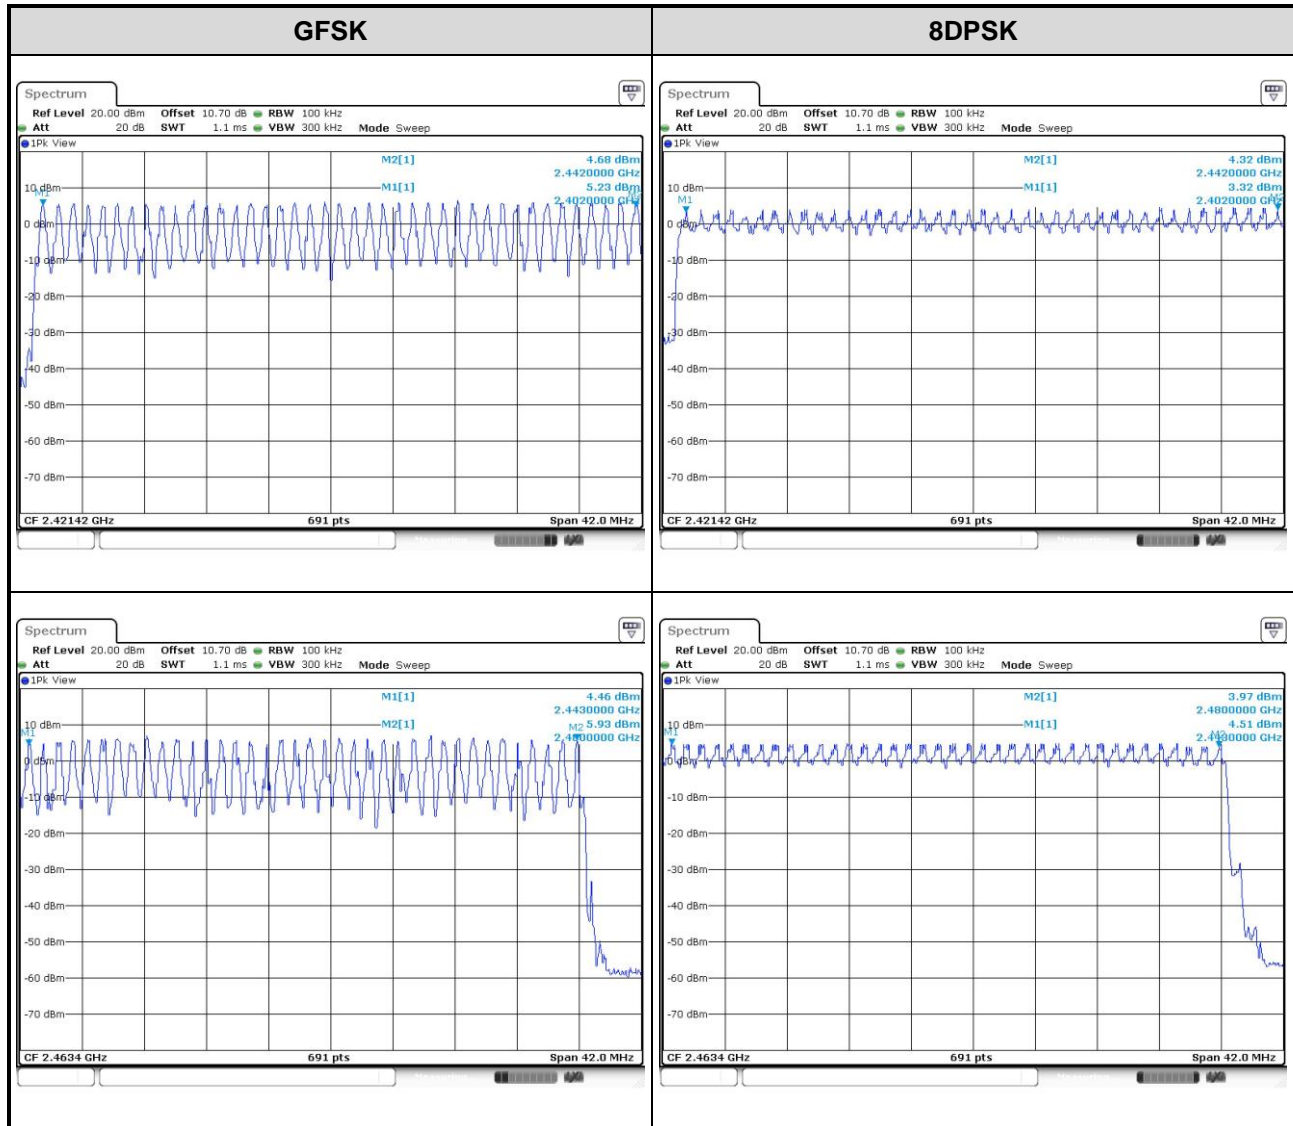 GFSK
8DPSK
Spectrum
Ref Level 20.00 dBm Offset 10.70 dB RBW 100 kHz
Att 20 dB SWT 1.1 ms VBW 300 kHz Mode Sweep
1Pk View
M2[1] 4.68 dBm
2.4420000 GHz
M1[1] 5.23 dBm
2.4020000 GHz
M1
10 dBm
0 dBm
-10 dBm
-20 dBm
-30 dBm
-40 dBm
-50 dBm
-60 dBm
-70 dBm
CF 2.42142 GHz 691 pts Span 42.0 MHz
Spectrum
Ref Level 20.00 dBm Offset 10.70 dB RBW 100 kHz
Att 20 dB SWT 1.1 ms VBW 300 kHz Mode Sweep
1Pk View
M2[1] 4.32 dBm
2.4420000 GHz
M1[1] 3.32 dBm
2.4020000 GHz
M1
M2
10 dBm
0 dBm
-10 dBm
-20 dBm
-30 dBm
-40 dBm
-50 dBm
-60 dBm
-70 dBm
CF 2.42142 GHz 691 pts Span 42.0 MHz
Spectrum
Ref Level 20.00 dBm Offset 10.70 dB RBW 100 kHz
Att 20 dB SWT 1.1 ms VBW 300 kHz Mode Sweep
1Pk View
M1[1] 4.46 dBm
2.4430000 GHz
M2[1] 5.93 dBm
2.4800000 GHz
M1
M2
10 dBm
0 dBm
-10 dBm
-20 dBm
-30 dBm
-40 dBm
-50 dBm
-60 dBm
-70 dBm
CF 2.4634 GHz 691 pts Span 42.0 MHz
Spectrum
Ref Level 20.00 dBm Offset 10.70 dB RBW 100 kHz
Att 20 dB SWT 1.1 ms VBW 300 kHz Mode Sweep
1Pk View
M2[1] 3.97 dBm
2.4800000 GHz
M1[1] 4.51 dBm
2.4430000 GHz
M1
M2
10 dBm
0 dBm
-10 dBm
-20 dBm
-30 dBm
-40 dBm
-50 dBm
-60 dBm
-70 dBm
CF 2.4634 GHz 691 pts Span 42.0 MHz